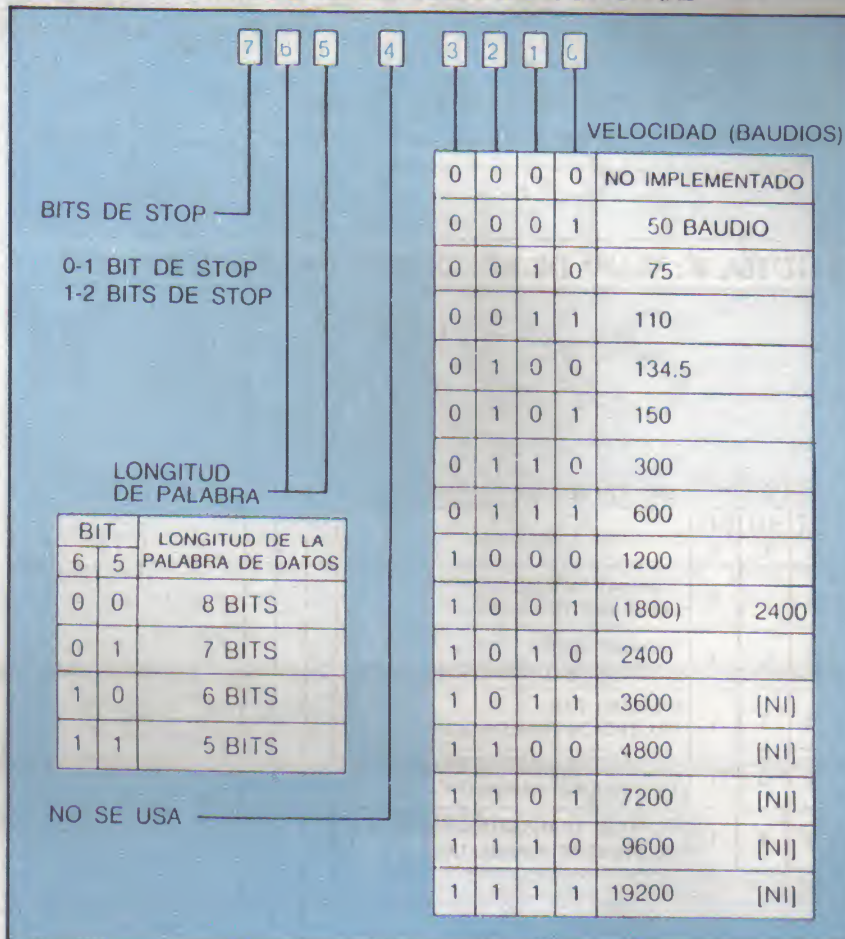 7 6 5 4 3 2 1 0
VELOCIDAD (BAUDIOS)
0 0 0 0 NO IMPLEMENTADO
0 0 0 1 50 BAUDIO
0 0 1 0 75
0 0 1 1 110
0 1 0 0 134.5
0 1 0 1 150
0 1 1 0 300
0 1 1 1 600
1 0 0 0 1200
1 0 0 1 (1800) 2400
1 0 1 0 2400
1 0 1 1 3600 [NI]
1 1 0 0 4800 [NI]
1 1 0 1 7200 [NI]
1 1 1 0 9600 [NI]
1 1 1 1 19200 [NI]
BITS DE STOP
0-1 BIT DE STOP
1-2 BITS DE STOP
LONGITUD
DE PALABRA
BIT LONGITUD DE LA
6 5 PALABRA DE DATOS
0 0 8 BITS
0 1 7 BITS
1 0 6 BITS
1 1 5 BITS
NO SE USA